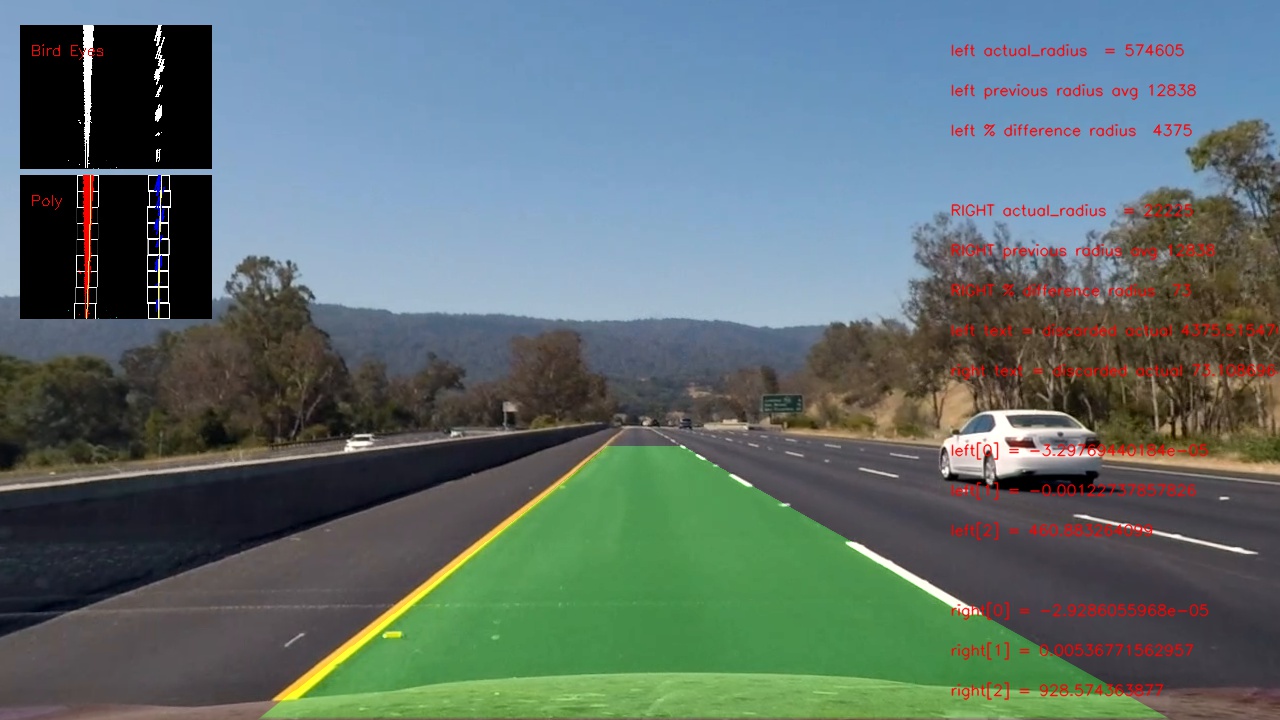 Bird Eyes
Poly
left actual_radius = 574605
left previous radius avg 12838
left % difference radius 4375
RIGHT actual_radius = 22225
RIGHT previous radius avg 12838
RIGHT % difference radius 73
left text = discarded actual 4375.51547
right text = discarded actual 73.108686
left[0] = -3.29769440184e-05
left[1] = -0.00122737857826
left[2] = 460.883264099
right[0] = -2.9286055968e-05
right[1] = 0.00536771562957
right[2] = 928.574363877